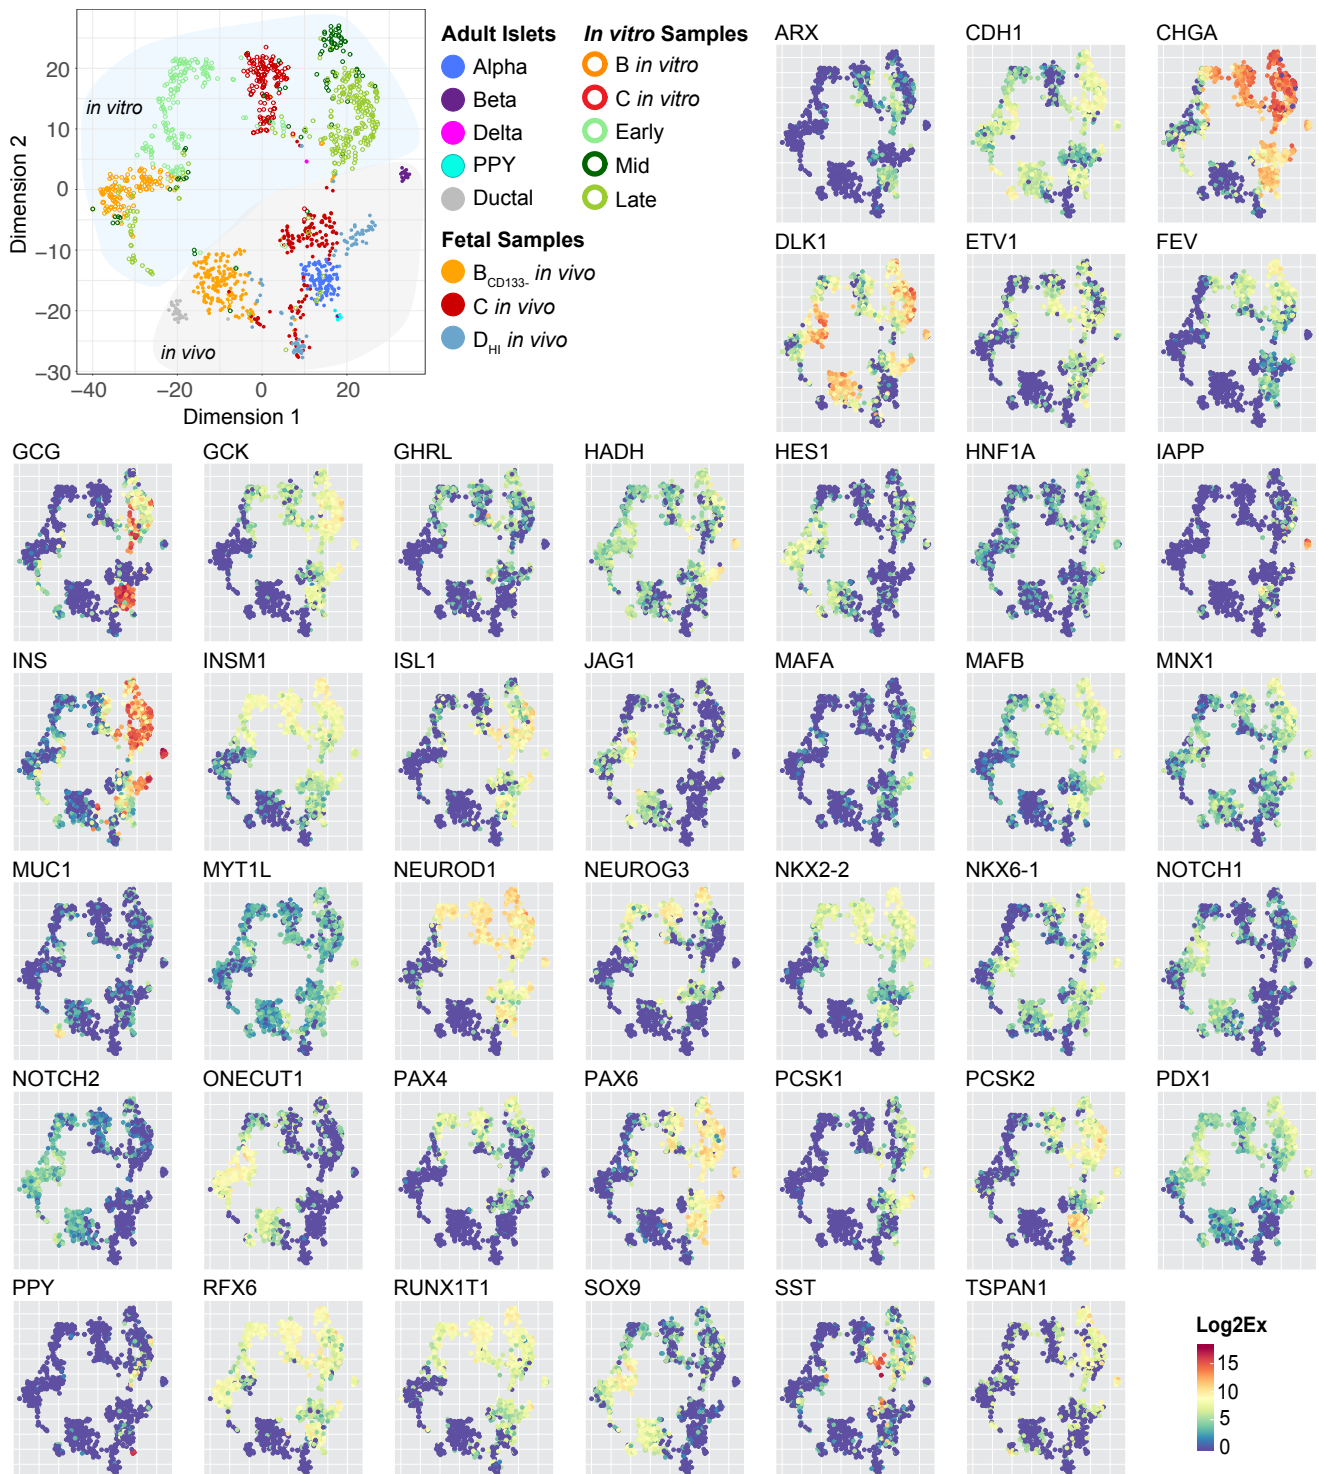 Adult Islets
Alpha
Beta
Delta
PPY
Ductal
Fetal Samples
B CD133- in vivo
C in vivo
D HI in vivo
In vitro Samples
B in vitro
C in vitro
Early
Mid
Late
in vitro
in vivo
Dimension 2
20
10
0
−10
−20
−30
−40
−20
0
20
Dimension 1
ARX
CDH1
CHGA
DLK1
ETV1
FEV
GCG
GCK
GHRL
HADH
HES1
HNF1A
IAPP
INS
INSM1
ISL1
JAG1
MAFA
MAFB
MNX1
MUC1
MYT1L
NEUROD1
NEUROG3
NKX2-2
NKX6-1
NOTCH1
NOTCH2
ONECUT1
PAX4
PAX6
PCSK1
PCSK2
PDX1
PPY
RFX6
RUNX1T1
SOX9
SST
TSPAN1
Log2Ex
15
10
5
0